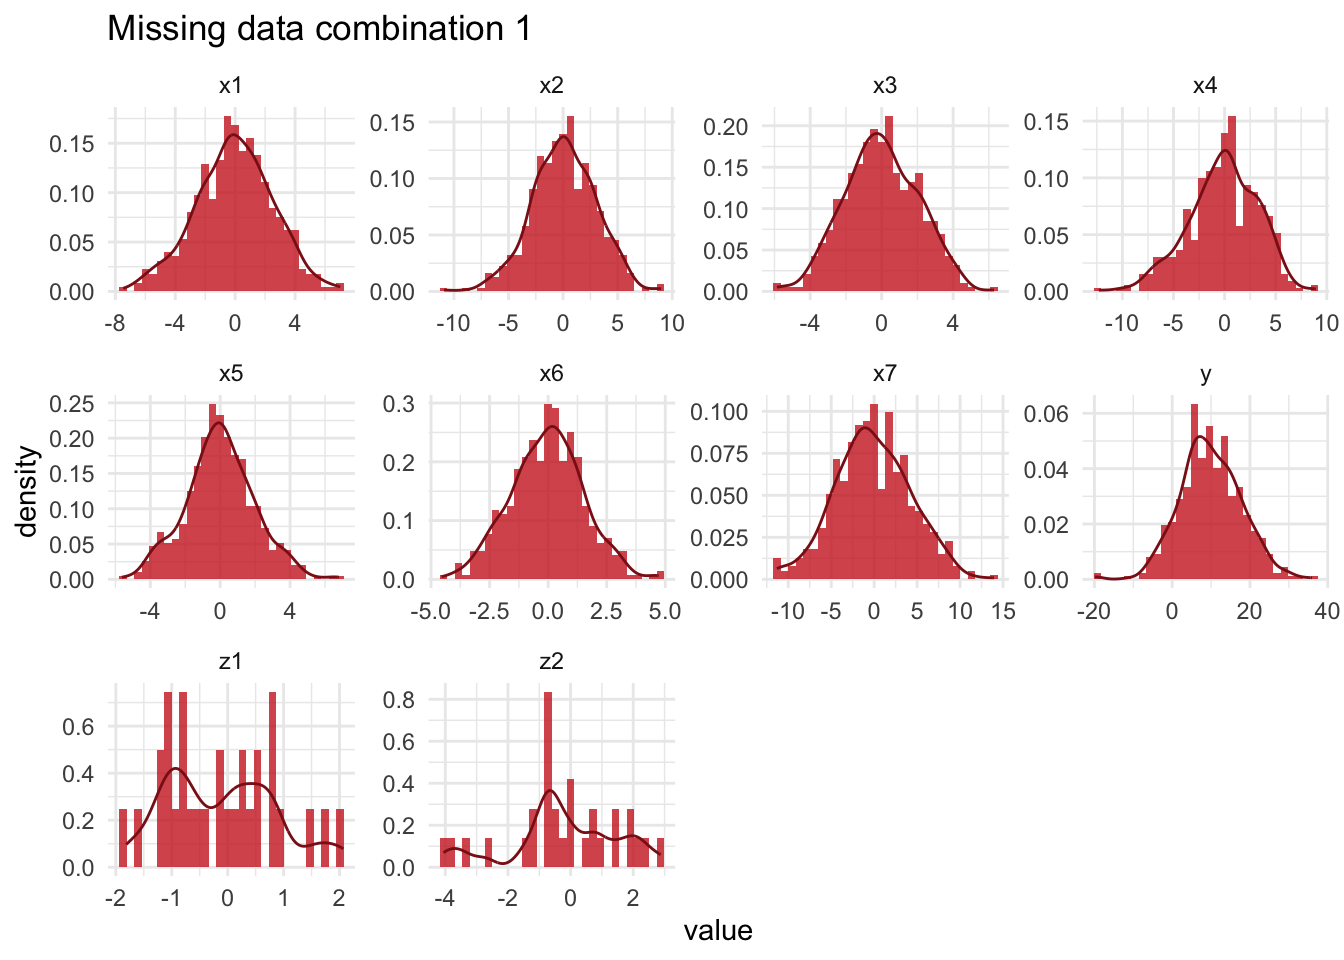 Missing data combination 1
x1 x2 x3 x4
0.15 0.10 0.05 0.00
0.15 0.10 0.05 0.00
0.20 0.15 0.10 0.05 0.00
0.15 0.10 0.05 0.00
-8 -4 0 4
-10 -5 0 5 10
-4 0 4
-10 -5 0 5 10
x5 x6 x7 y
density
0.25 0.20 0.15 0.10 0.05 0.00
0.3 0.2 0.1 0.0
0.100 0.075 0.050 0.025 0.000
0.06 0.04 0.02 0.00
-4 0 4
-5.0 -2.5 0.0 2.5 5.0
-10 -5 0 5 10 15
-20 0 20 40
z1 z2
0.6 0.4 0.2 0.0
0.8 0.6 0.4 0.2 0.0
-2 -1 0 1 2
-4 -2 0 2
value